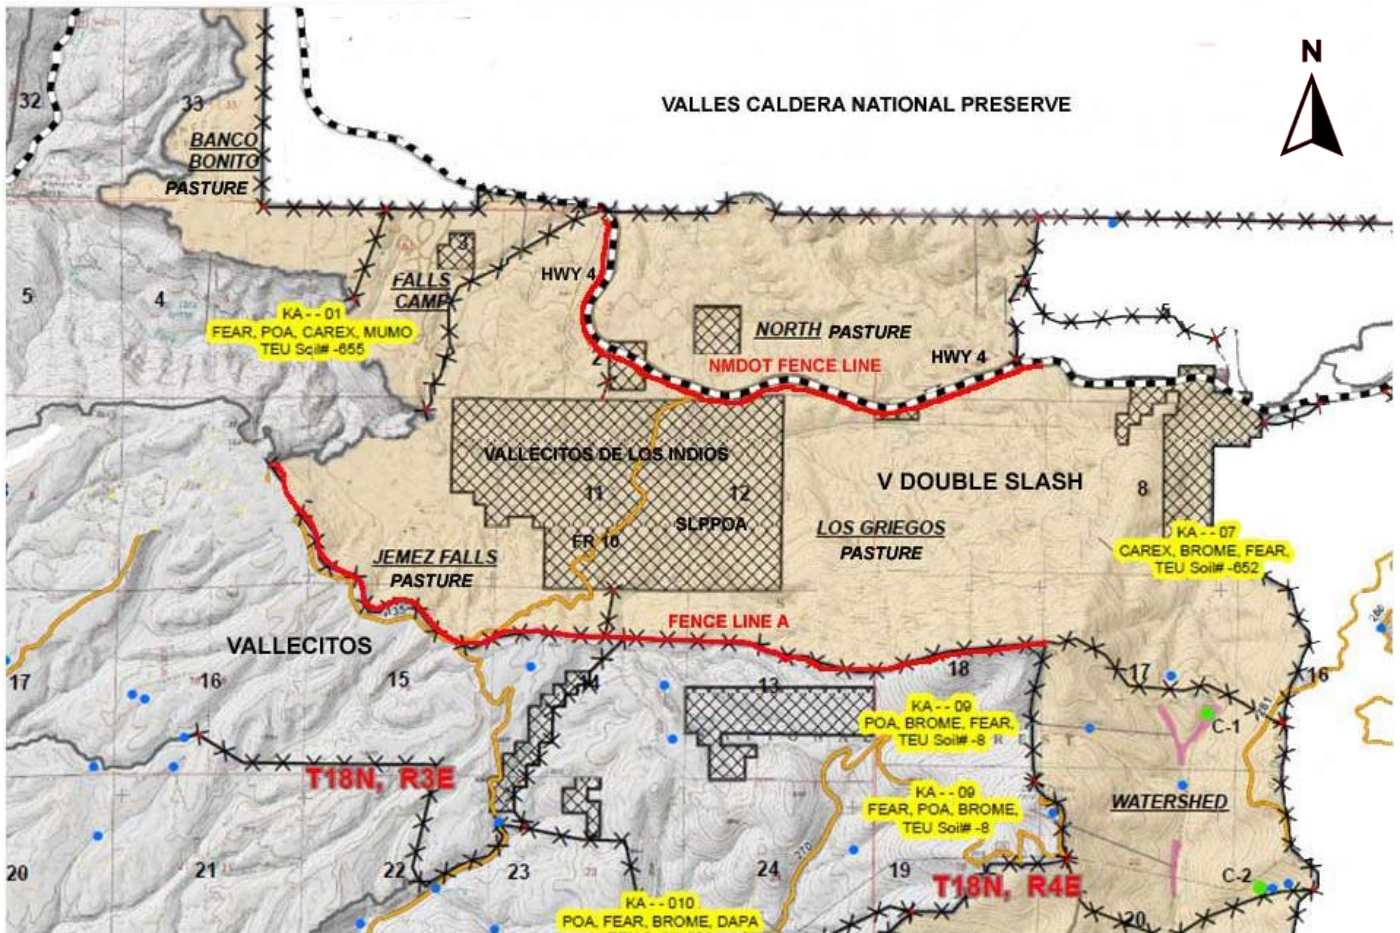 N
VALLES CALDERA NATIONAL PRESERVE
32
33
BANCO
BONITO
PASTURE
3
HWY 4
5
4
FALLS
CAMP
KA - - 01
FEAR, POA, CAREX, MUMO
TEU Soil# -655
NORTH PASTURE
5
2
NMDOT FENCE LINE
HWY 4
VALLECITOS DE LOS INDIOS
11
12
V DOUBLE SLASH
8
FR 10
SLPPOA
LOS GRIEGOS
PASTURE
KA - - 07
CAREX, BROME, FEAR,
TEU Soil# -652
JEMEZ FALLS
PASTURE
135
FENCE LINE A
280
VALLECITOS
17
16
15
14
13
18
17
16
KA - - 09
POA, BROME, FEAR,
TEU Soil# -8
C-1
281
T18N, R3E
KA - - 09
FEAR, POA, BROME,
TEU Soil# -8
WATERSHED
20
21
22
23
24
270
19
T18N, R4E
C-2
20
KA - - 010
POA, FEAR, BROME, DAPA